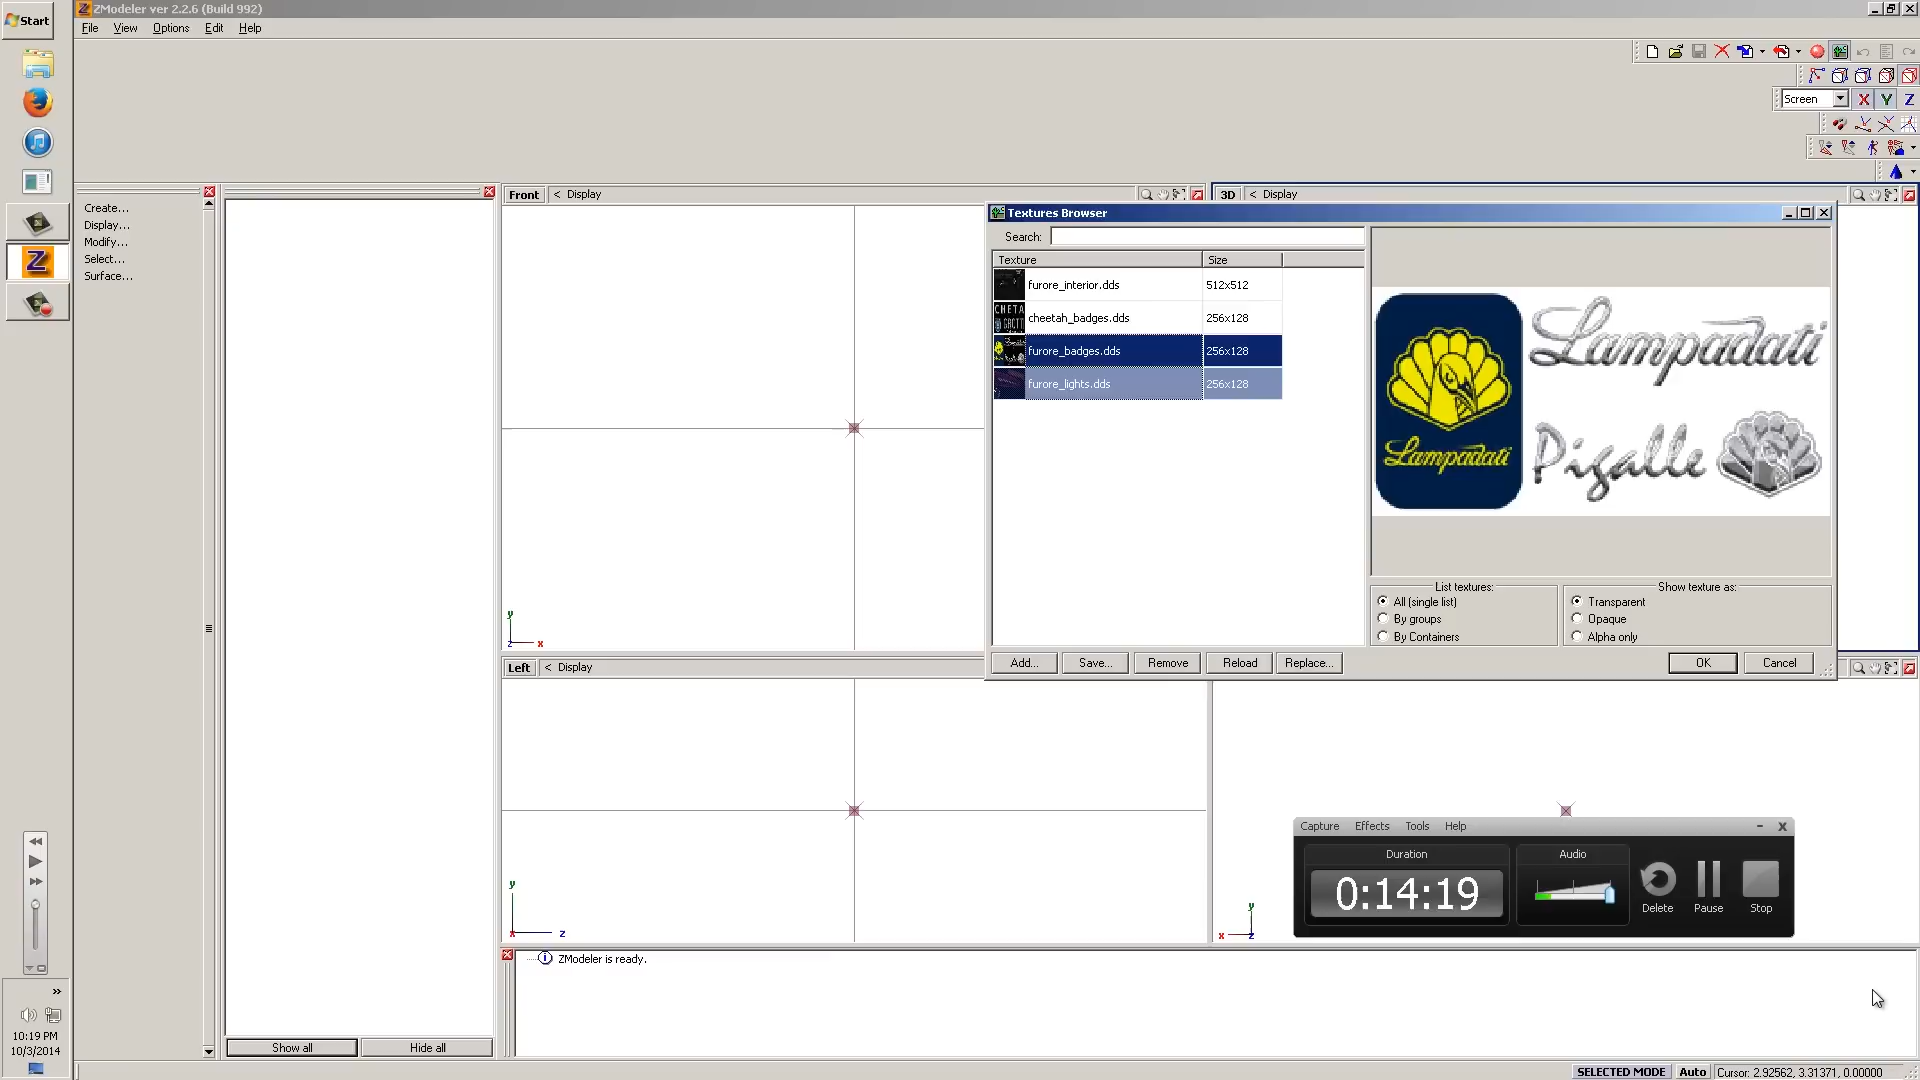 Start
ZModeler ver 2.2.6 (Build 992)
File View Options Edit Help
Screen X Y Z
Create...
Display...
Modify...
Select...
Surface...
Front < Display
3D < Display
Textures Browser
Search:
Texture Size
furore_interior.dds 512x512
CHETA
cheetah_badges.dds 256x128
furore_badges.dds 256x128
furore_lights.dds 256x128
Lampadati
Lampadati
Pigalle
List textures:
All (single list)
By groups
By Containers
Show texture as:
Transparent
Opaque
Alpha only
Add... Save... Remove Reload Replace... OK Cancel
y
z x
Left < Display
y
x z
y
x z
Capture Effects Tools Help
Duration
0:14:19
Audio
Delete Pause Stop
ZModeler is ready.
Show all Hide all
10:19 PM
10/3/2014
SELECTED MODE Auto Cursor: 2.92562, 3.31371, 0.00000